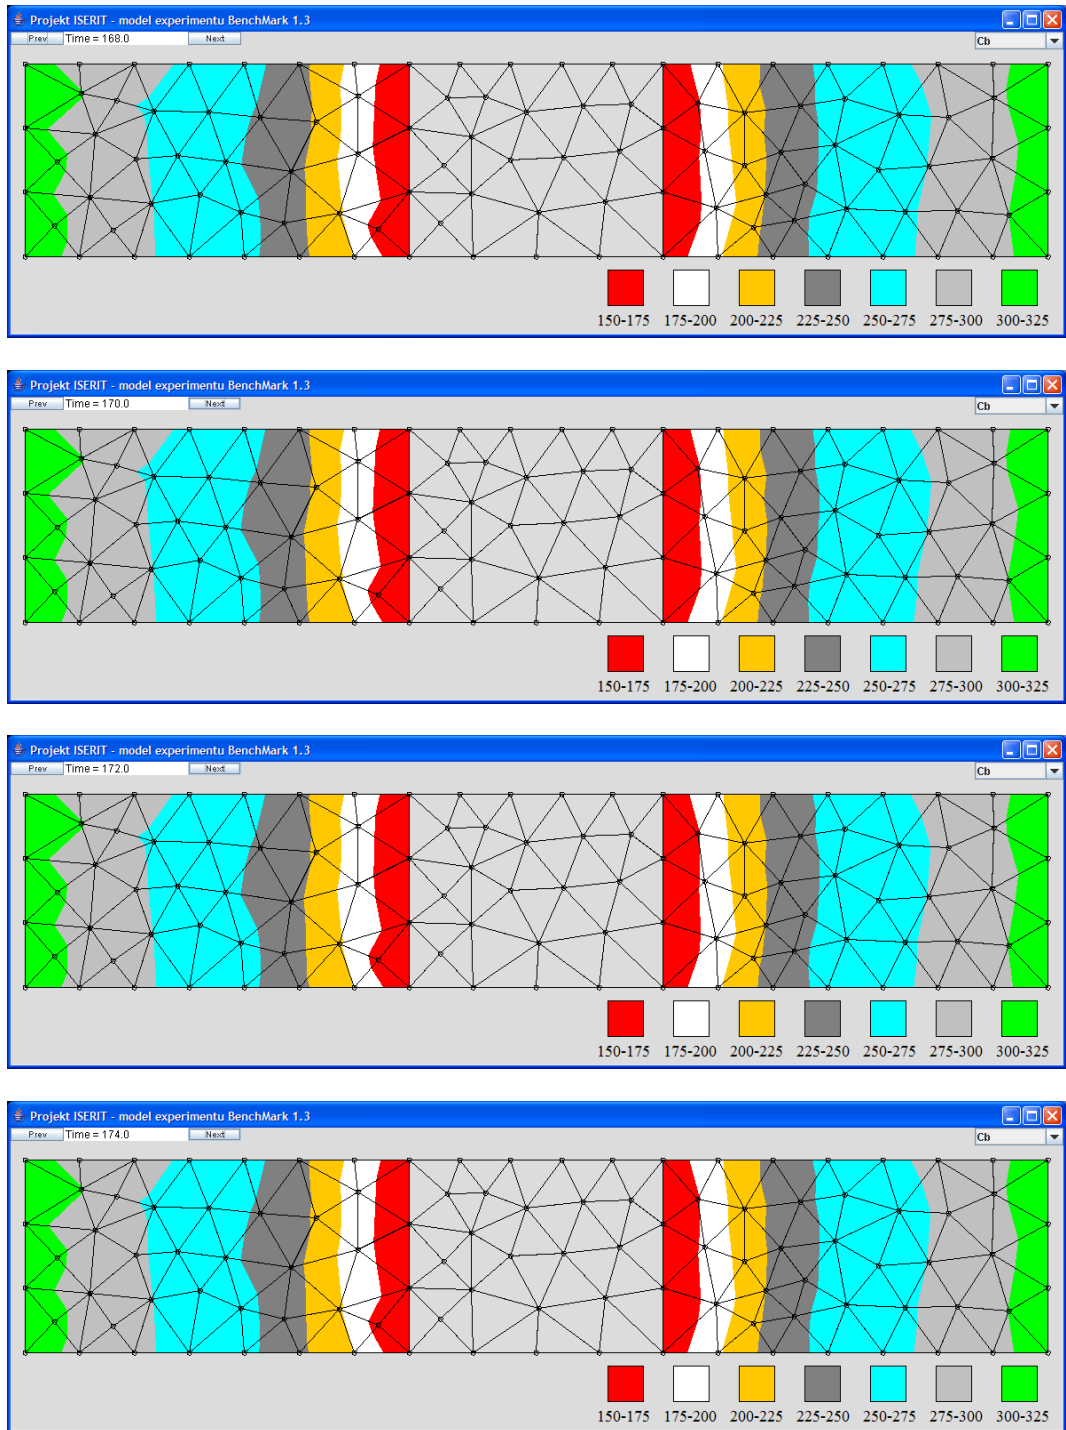 Projekt ISERIT - model experimentu BenchMark 1.3
Prev Time = 168.0 Next Cb
150-175 175-200 200-225 225-250 250-275 275-300 300-325
Projekt ISERIT - model experimentu BenchMark 1.3
Prev Time = 170.0 Next Cb
150-175 175-200 200-225 225-250 250-275 275-300 300-325
Projekt ISERIT - model experimentu BenchMark 1.3
Prev Time = 172.0 Next Cb
150-175 175-200 200-225 225-250 250-275 275-300 300-325
Projekt ISERIT - model experimentu BenchMark 1.3
Prev Time = 174.0 Next Cb
150-175 175-200 200-225 225-250 250-275 275-300 300-325